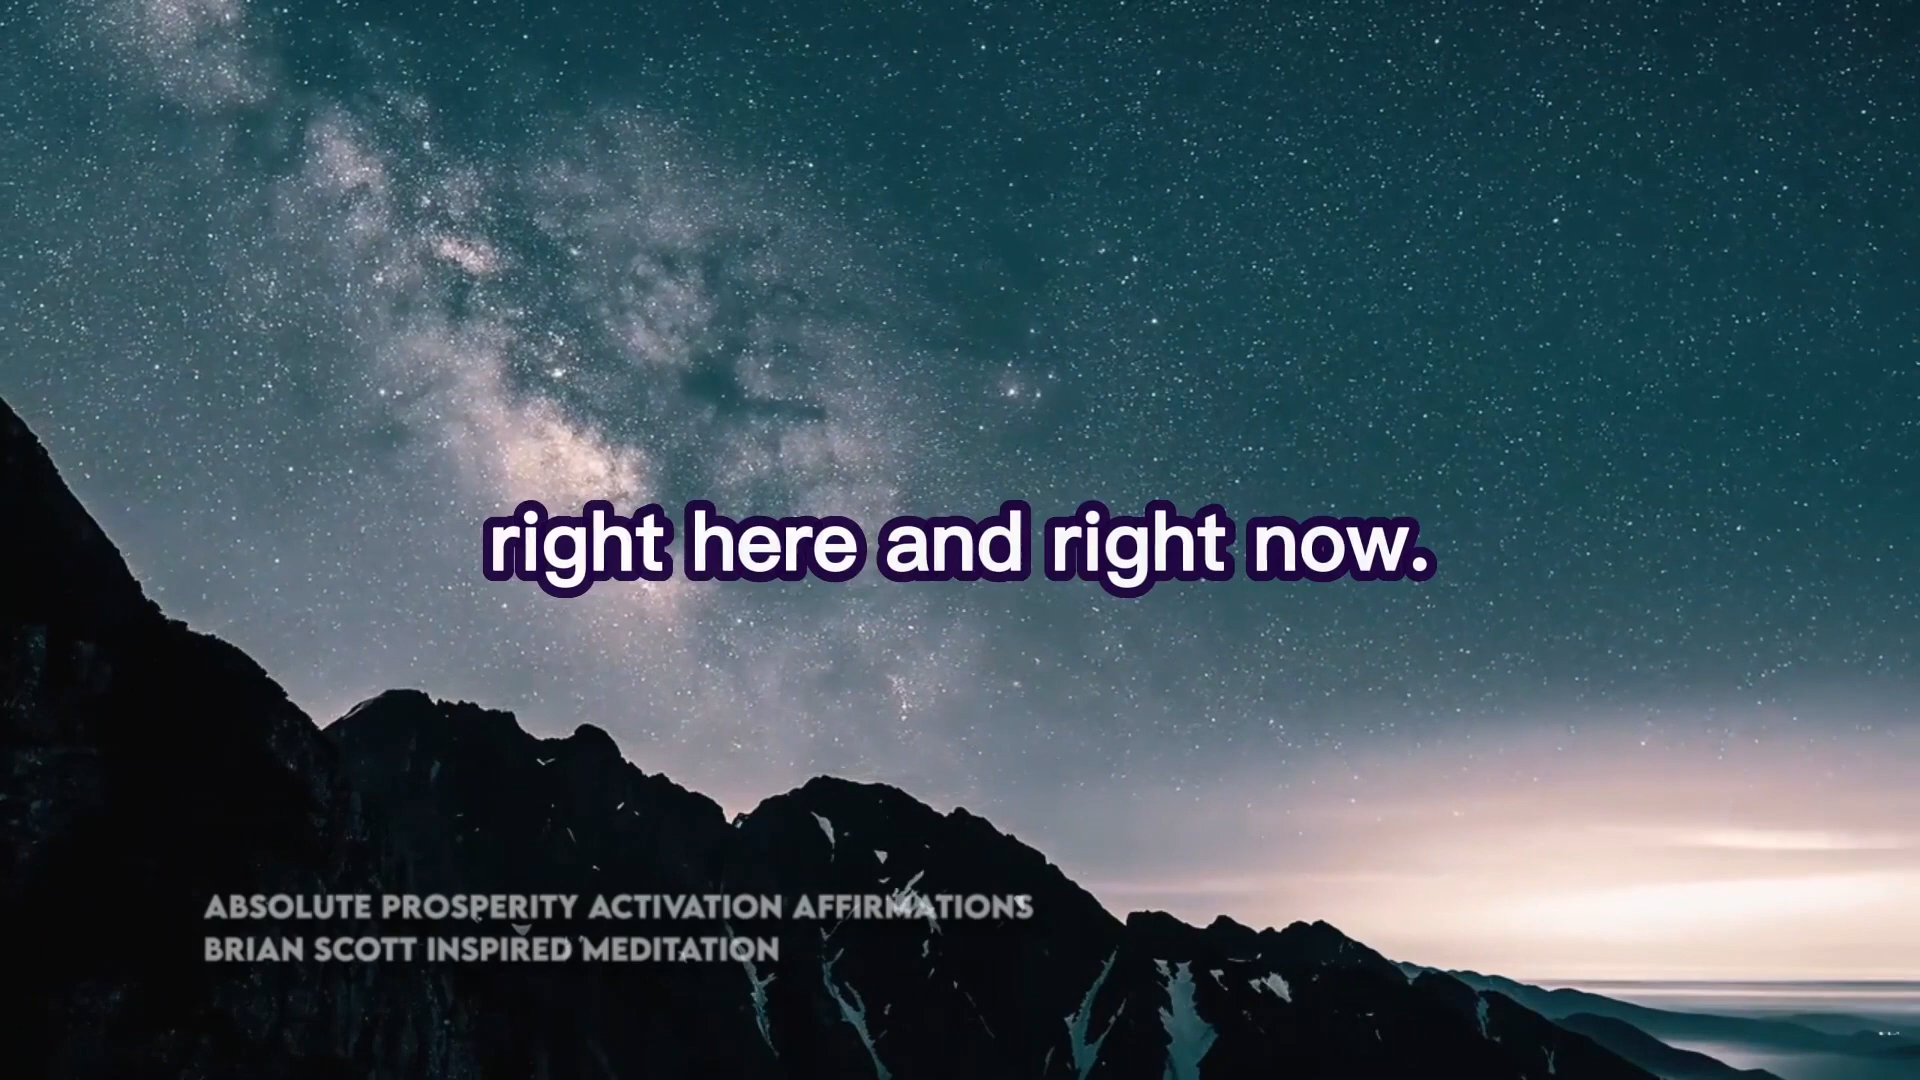 right here and right now.
ABSOLUTE PROSPERITY ACTIVATION AFFIRMATIONS
BRIAN SCOTT INSPIRED MEDITATION